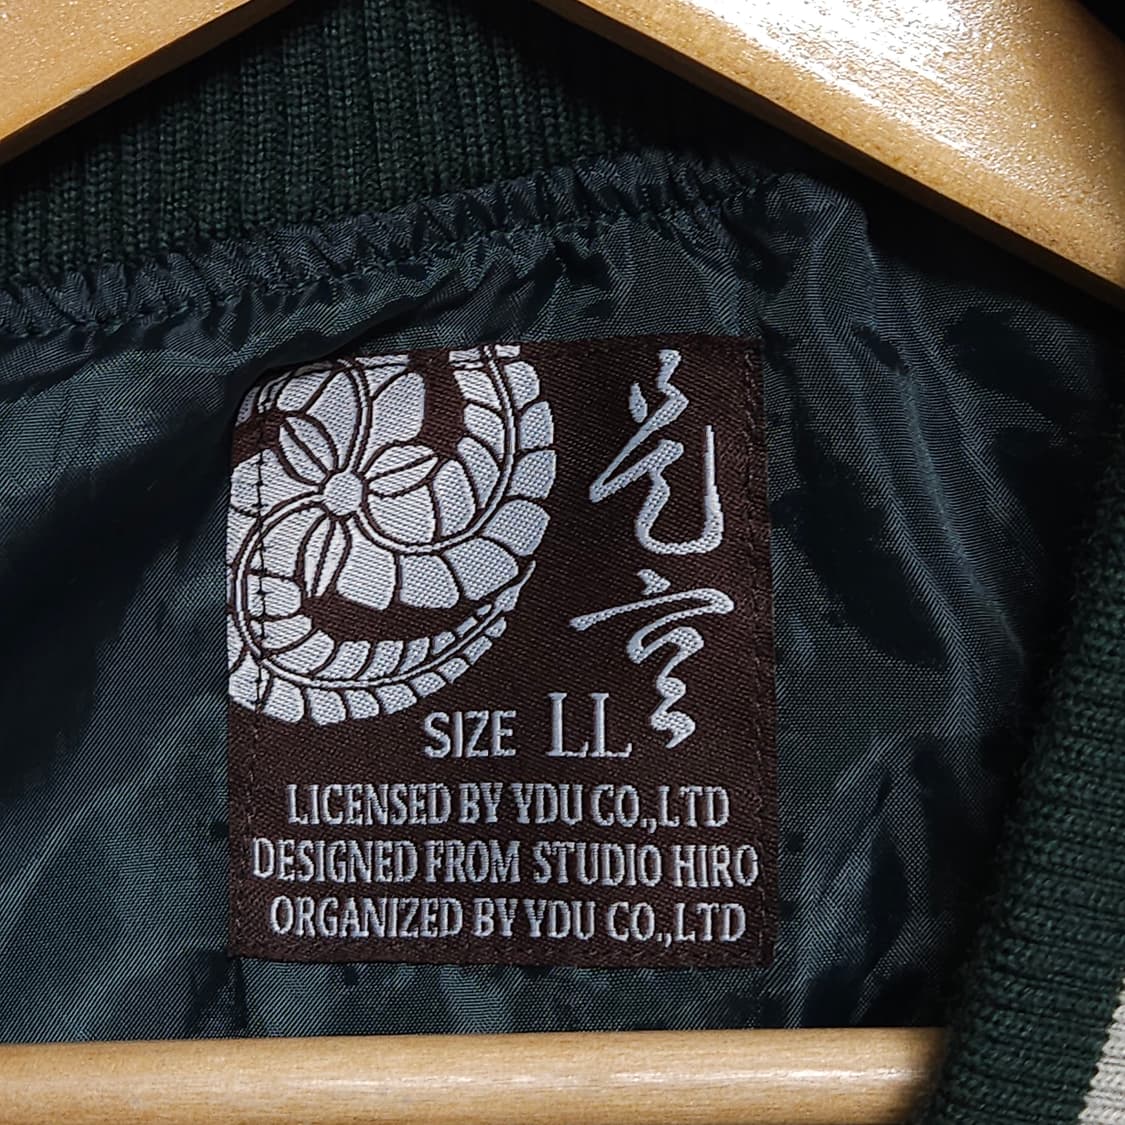 SIZE LL
LICENSED BY YDU CO.,LTD
DESIGNED FROM STUDIO HIRO
ORGANIZED BY YDU CO.,LTD